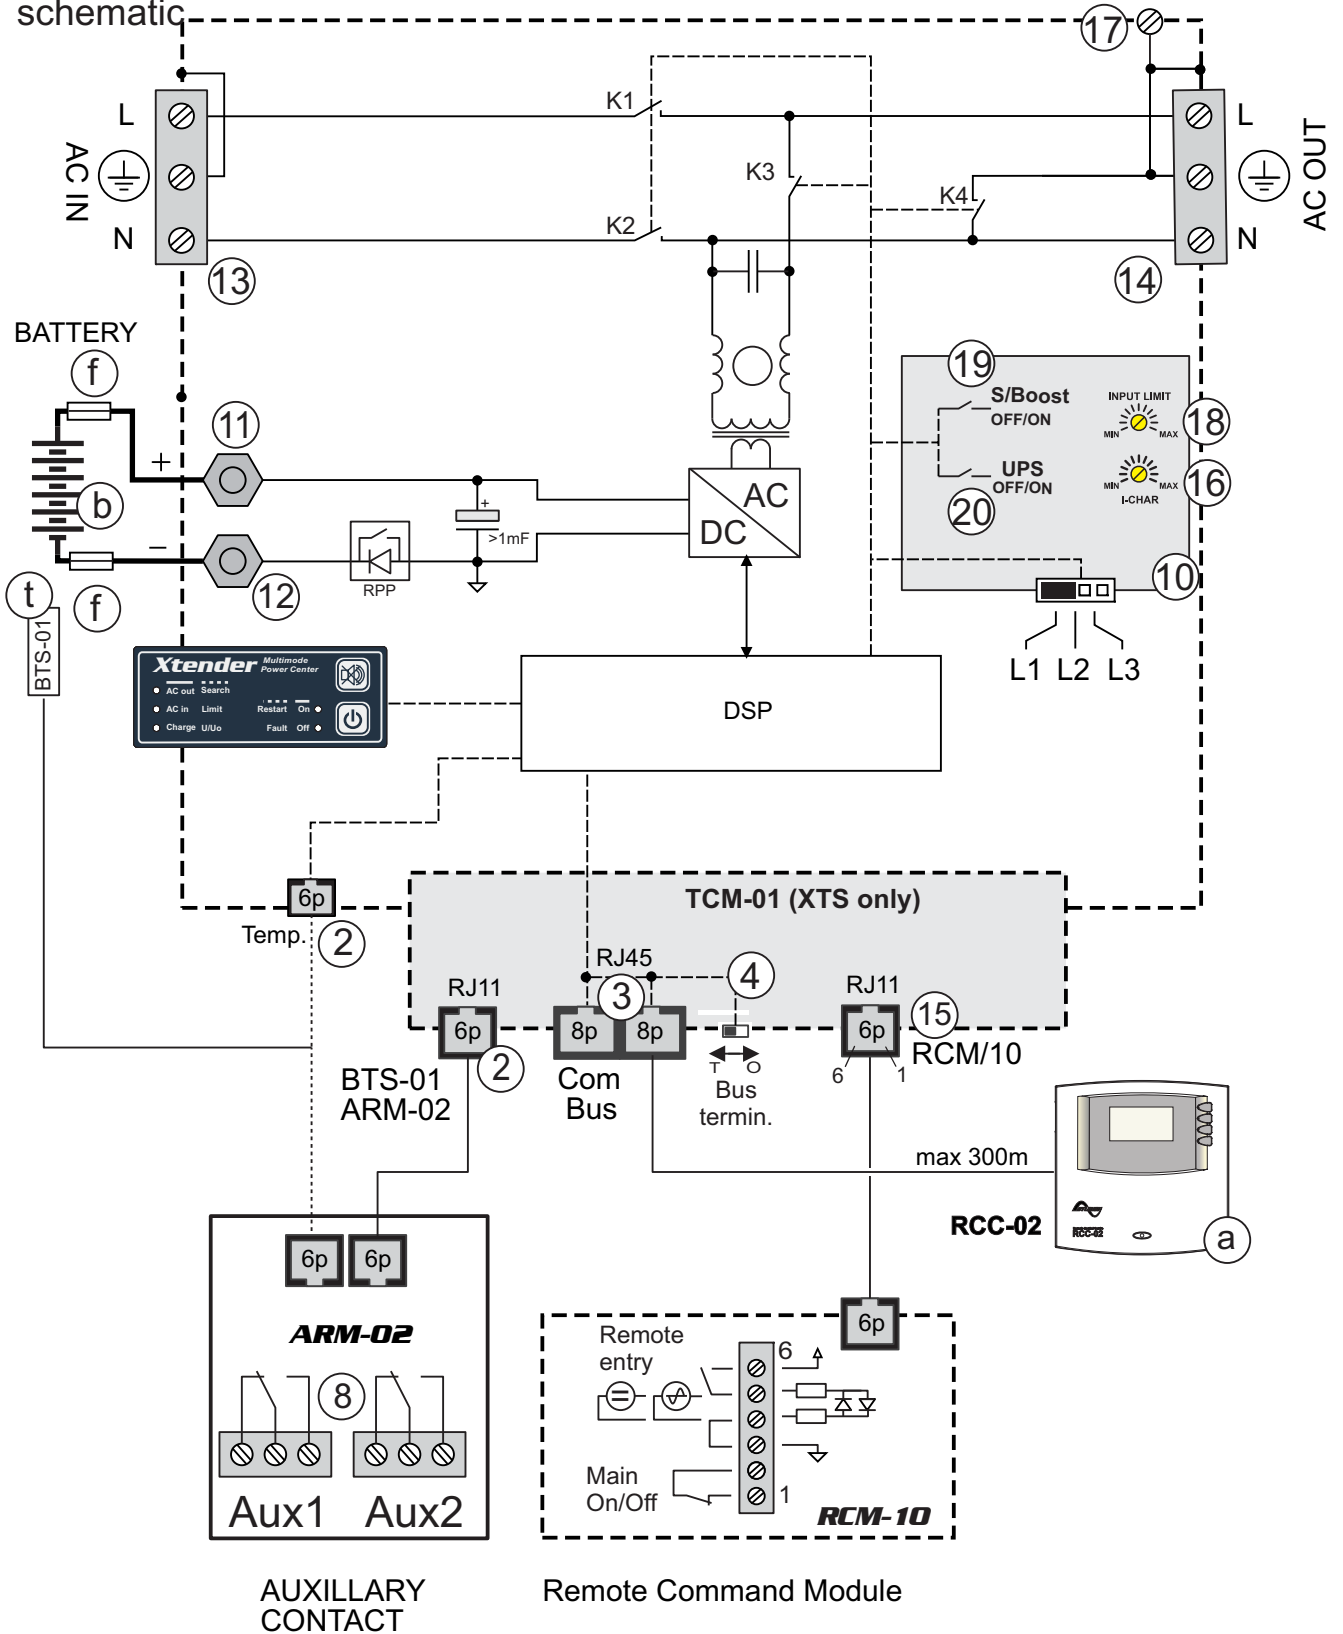 schematic
17
L
AC IN
N
13
K1
K3
K4
K2
L
AC OUT
N
14
BATTERY
f
11
+
b
−
12
t
f
BTS-01
+
>1mF
RPP
AC
DC
19
S/Boost
OFF/ON
UPS
OFF/ON
20
INPUT LIMIT
MIN
MAX
18
MIN
MAX
I-CHAR
16
10
L1 L2 L3
Xtender Multimode
Power Center
AC out Search
AC in Limit Restart On
Charge U/Uo Fault Off
DSP
6p
Temp.
2
TCM-01 (XTS only)
RJ45
RJ11
3
4
RJ11
6p
8p
8p
6p
15
2
T O
6
1
RCM/10
BTS-01
ARM-02
Com
Bus
Bus
termin.
max 300m
RCC-02
RCC-02
a
6p
6p
ARM-02
8
Aux1
Aux2
AUXILLARY
CONTACT
6p
Remote
entry
6
Main
On/Off
1
RCM-10
Remote Command Module